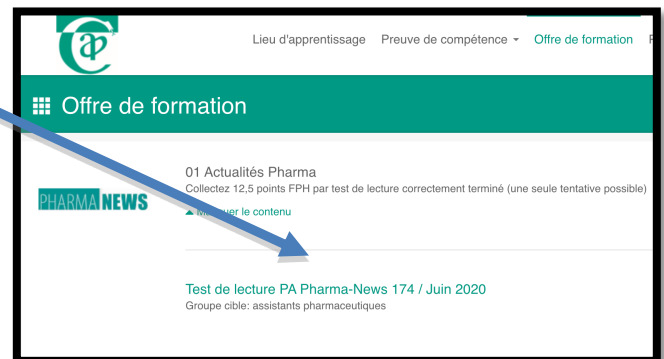 Lieu d'apprentissage Preuve de compétence Offre de formation
Offre de formation
01 Actualités Pharma
Collectez 12,5 points FPH par test de lecture correctement terminé (une seule tentative possible)
PHARMA NEWS
le contenu
Test de lecture PA Pharma-News 174 / Juin 2020
Groupe cible: assistants pharmaceutiques